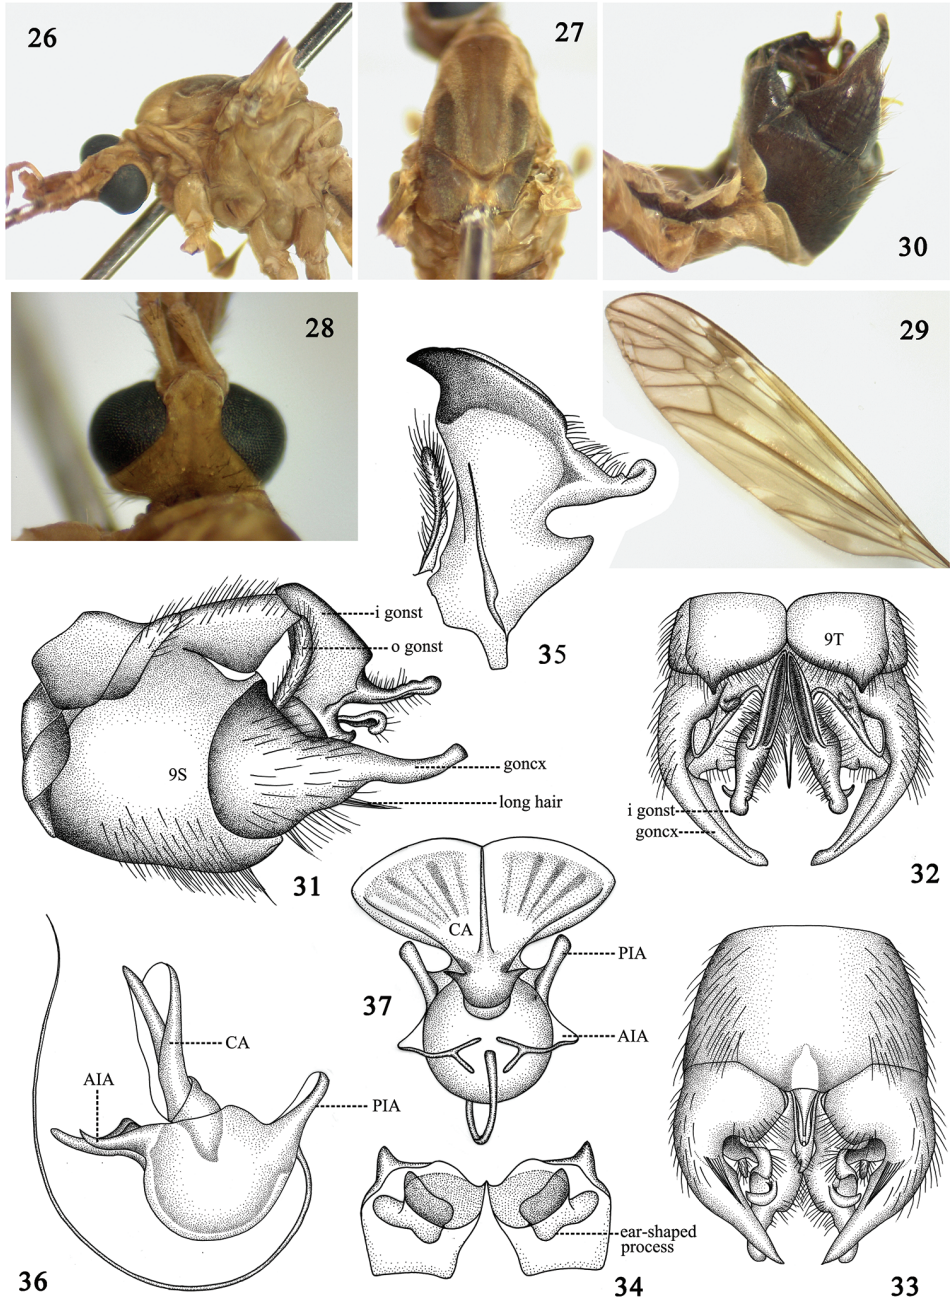 26
27
30
28
29
35
i gonst
o gonst
9S
goncx
long hair
31
9T
i gonst
goncx
32
CA
PIA
37
AIA
CA
AIA
PIA
36
ear-shaped
process
34
33